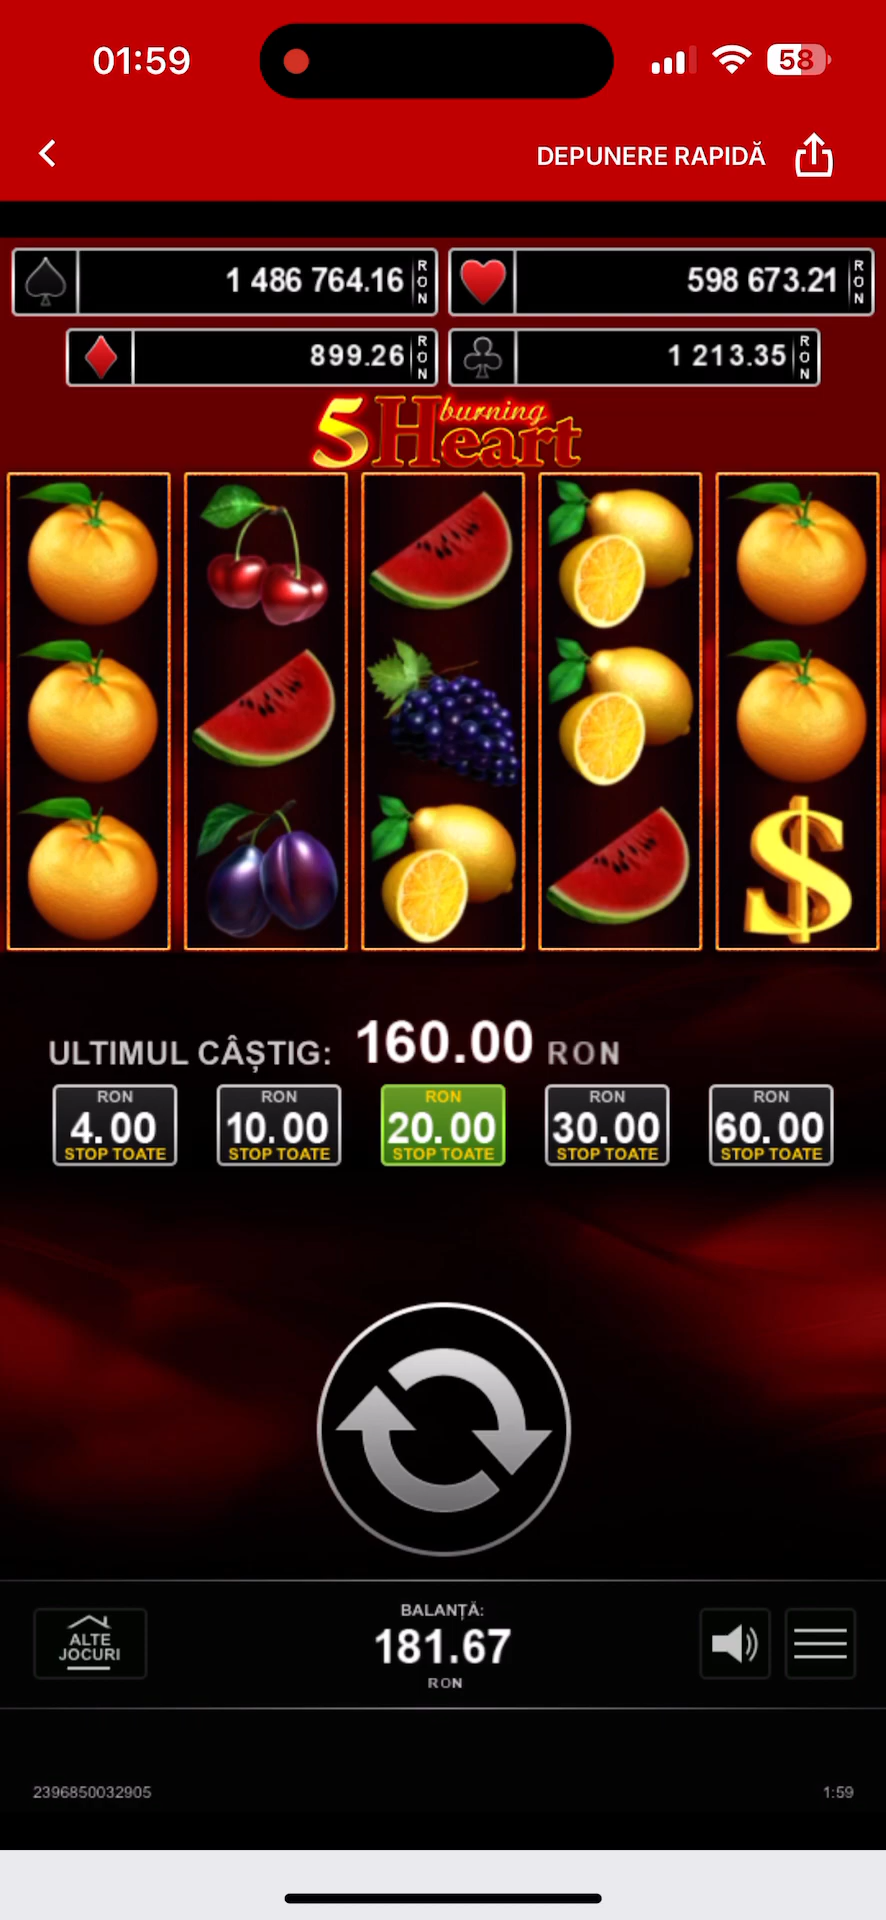 01:59
58
DEPUNERE RAPIDĂ
1 486 764.16 RON
598 673.21 RON
899.26 RON
1 213.35 RON
5 burning Heart
ULTIMUL CÂȘTIG: 160.00 RON
RON RON RON RON RON
4.00 10.00 20.00 30.00 60.00
STOP TOATE STOP TOATE STOP TOATE STOP TOATE STOP TOATE
BALANȚĂ:
ALTE
JOCURI
181.67
RON
2396850032905
1:59